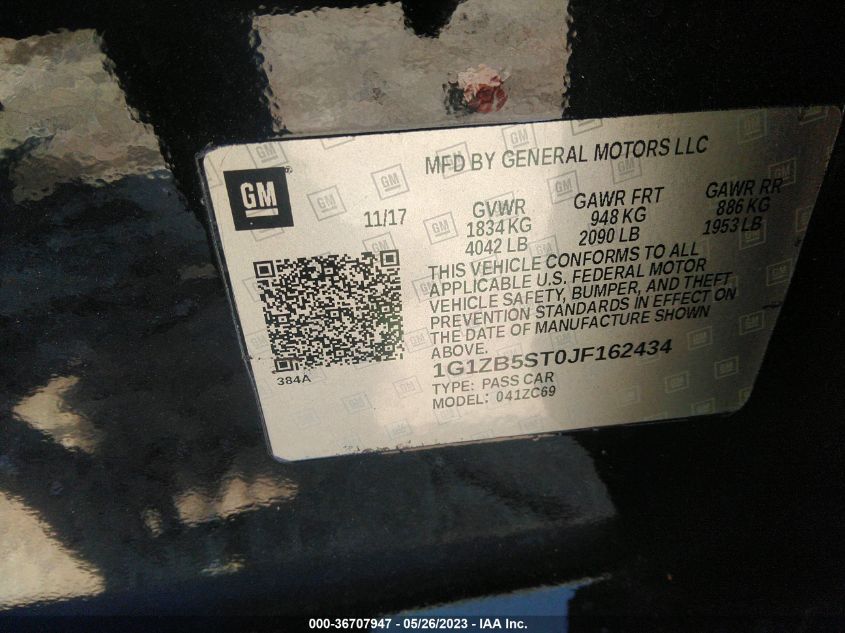 MFD BY GENERAL MOTORS LLC
GM
11/17
GVWR
1834 KG
4042 LB
GAWR FRT
948 KG
2090 LB
GAWR RR
886 KG
1953 LB
THIS VEHICLE CONFORMS TO ALL
APPLICABLE U.S. FEDERAL MOTOR
VEHICLE SAFETY, BUMPER, AND THEFT
PREVENTION STANDARDS IN EFFECT ON
THE DATE OF MANUFACTURE SHOWN
ABOVE.
1G1ZB5ST0JF162434
TYPE: PASS CAR
MODEL: 041ZC69
384A
000-36707947 - 05/26/2023 - IAA Inc.